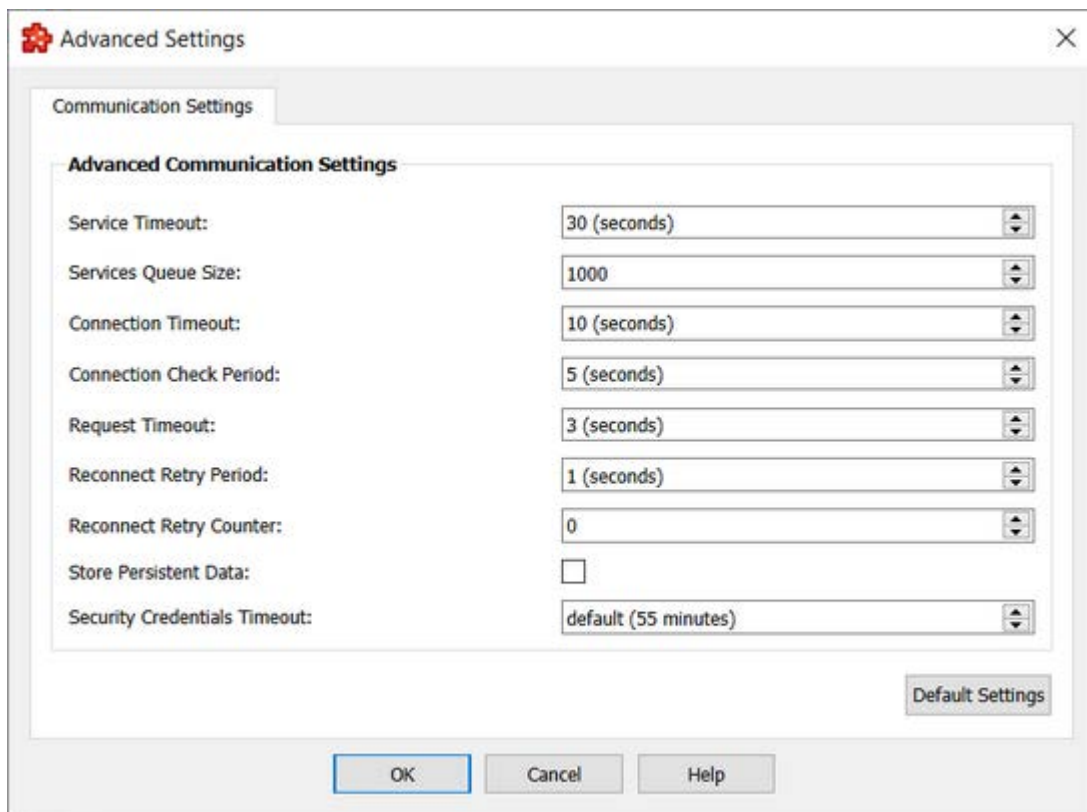 Advanced Settings
Communication Settings
Advanced Communication Settings
Service Timeout: 30 (seconds)
Services Queue Size: 1000
Connection Timeout: 10 (seconds)
Connection Check Period: 5 (seconds)
Request Timeout: 3 (seconds)
Reconnect Retry Period: 1 (seconds)
Reconnect Retry Counter: 0
Store Persistent Data:
Security Credentials Timeout: default (55 minutes)
Default Settings
OK Cancel Help